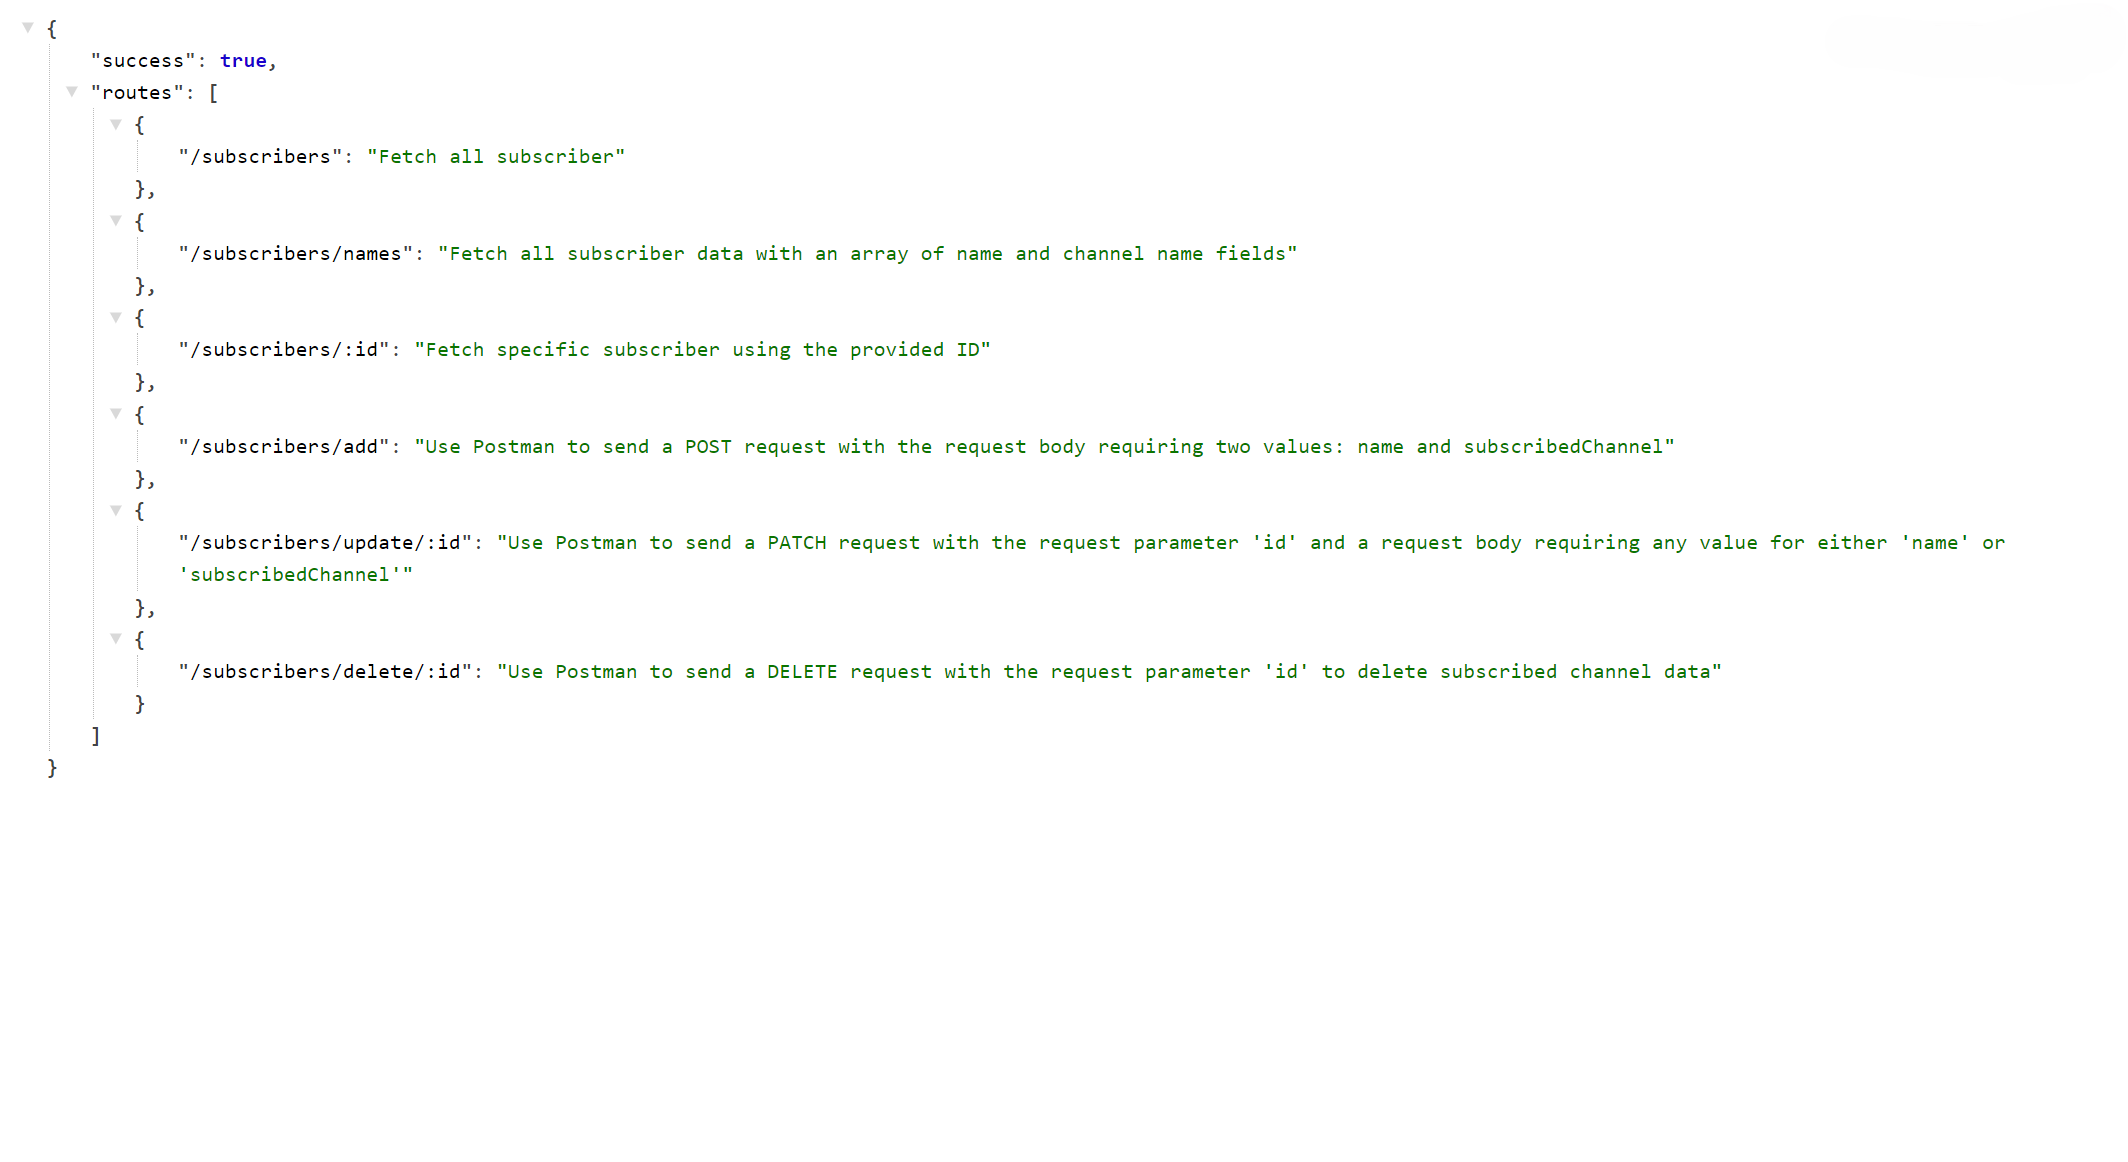 {
"success": true,
"routes": [
{
"/subscribers": "Fetch all subscriber"
},
{
"/subscribers/names": "Fetch all subscriber data with an array of name and channel name fields"
},
{
"/subscribers/:id": "Fetch specific subscriber using the provided ID"
},
{
"/subscribers/add": "Use Postman to send a POST request with the request body requiring two values: name and subscribedChannel"
},
{
"/subscribers/update/:id": "Use Postman to send a PATCH request with the request parameter 'id' and a request body requiring any value for either 'name' or
'subscribedChannel'"
},
{
"/subscribers/delete/:id": "Use Postman to send a DELETE request with the request parameter 'id' to delete subscribed channel data"
}
]
}